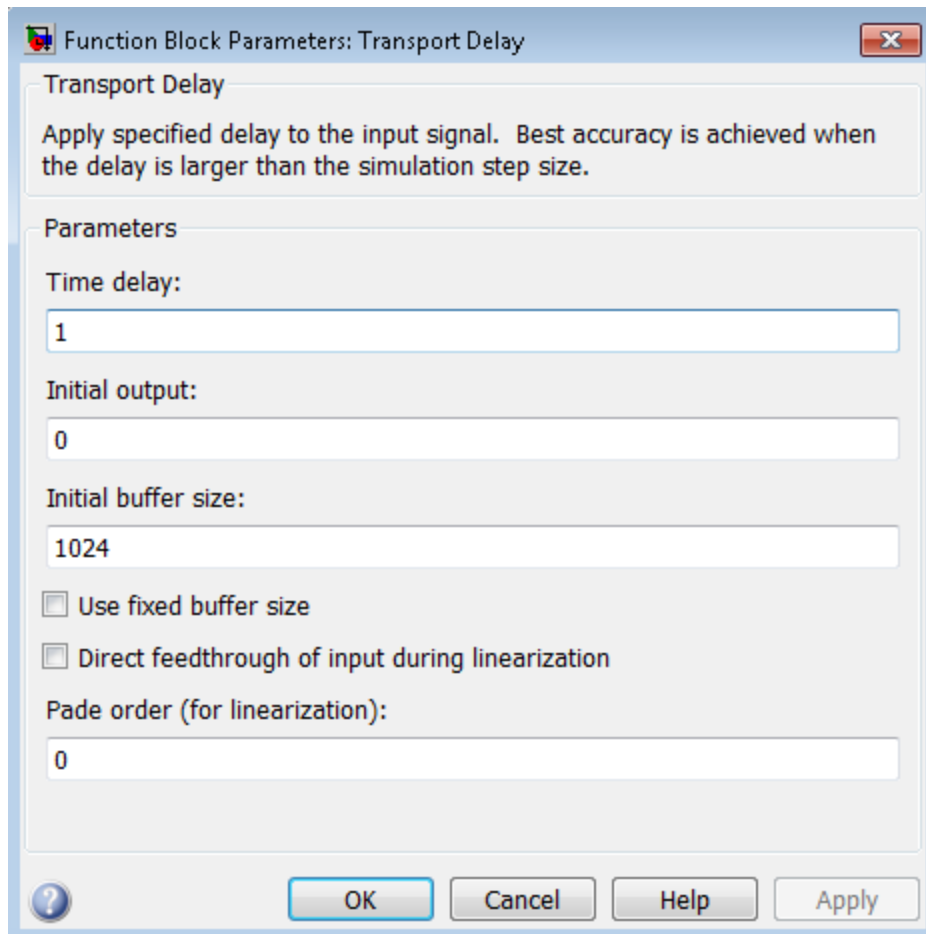 Function Block Parameters: Transport Delay
Transport Delay
Apply specified delay to the input signal.  Best accuracy is achieved when
the delay is larger than the simulation step size.
Parameters
Time delay:
1
Initial output:
0
Initial buffer size:
1024
Use fixed buffer size
Direct feedthrough of input during linearization
Pade order (for linearization):
0
? OK Cancel Help Apply